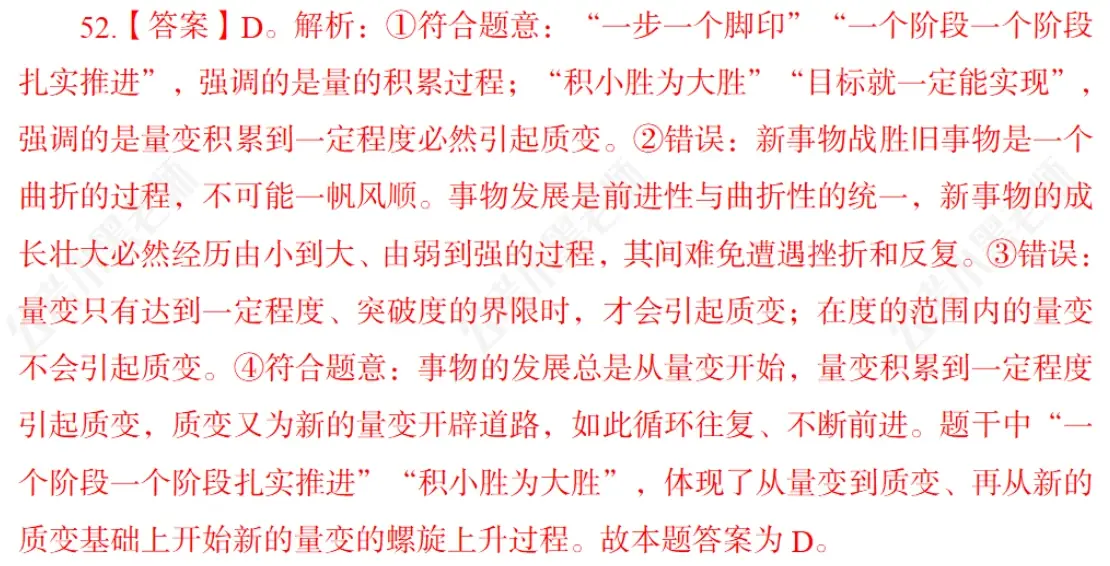 52.【答案】D。解析：①符合题意：“一步一个脚印”“一个阶段一个阶段
扎实推进”，强调的是量的积累过程；“积小胜为大胜”“目标就一定能实现”，
强调的是量变积累到一定程度必然引起质变。②错误：新事物战胜旧事物是一个
曲折的过程，不可能一帆风顺。事物发展是前进性与曲折性的统一，新事物的成
长壮大必然经历由小到大、由弱到强的过程，其间难免遭遇挫折和反复。③错误：
量变只有达到一定程度、突破度的界限时，才会引起质变；在度的范围内的量变
不会引起质变。④符合题意：事物的发展总是从量变开始，量变积累到一定程度
引起质变，质变又为新的量变开辟道路，如此循环往复、不断前进。题干中“一
个阶段一个阶段扎实推进”“积小胜为大胜”，体现了从量变到质变、再从新的
质变基础上开始新的量变的螺旋上升过程。故本题答案为 D。